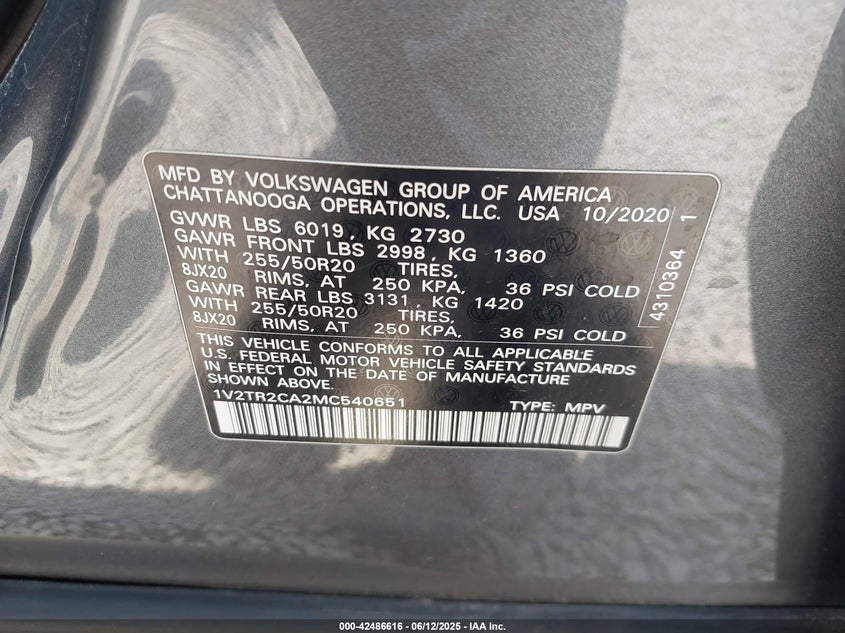 MFD BY VOLKSWAGEN GROUP OF AMERICA
CHATTANOOGA OPERATIONS, LLC. USA 10/2020
GVWR LBS 6019, KG 2730
GAWR FRONT LBS 2998, KG 1360
WITH 255/50R20 TIRES,
8JX20 RIMS, AT 250 KPA, 36 PSI COLD
GAWR REAR LBS 3131, KG 1420
WITH 255/50R20 TIRES,
8JX20 RIMS, AT 250 KPA, 36 PSI COLD
4310364 1
THIS VEHICLE CONFORMS TO ALL APPLICABLE
U.S. FEDERAL MOTOR VEHICLE SAFETY STANDARDS
IN EFFECT ON THE DATE OF MANUFACTURE
SHOWN ABOVE.
1V2TR2CA2MC540651 TYPE: MPV
000-42486616 - 06/12/2025 - IAA Inc.